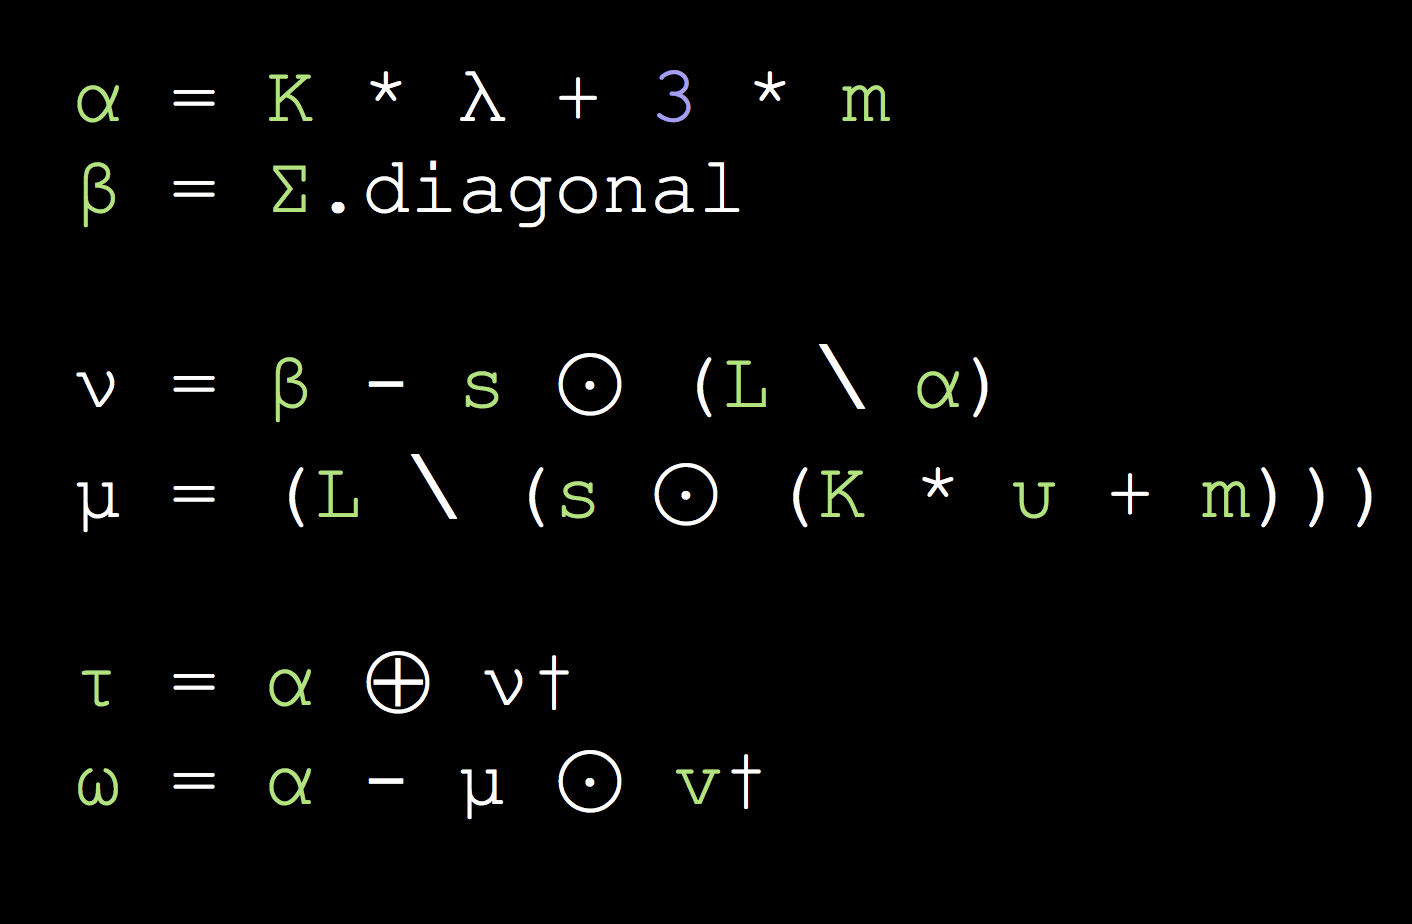 α = K * λ + 3 * m
β = Σ.diagonal
ν = β - s ⊙ (L \ α)
μ = (L \ (s ⊙ (K * υ + m)))
τ = α ⊕ ν†
ω = α - μ ⊙ v†